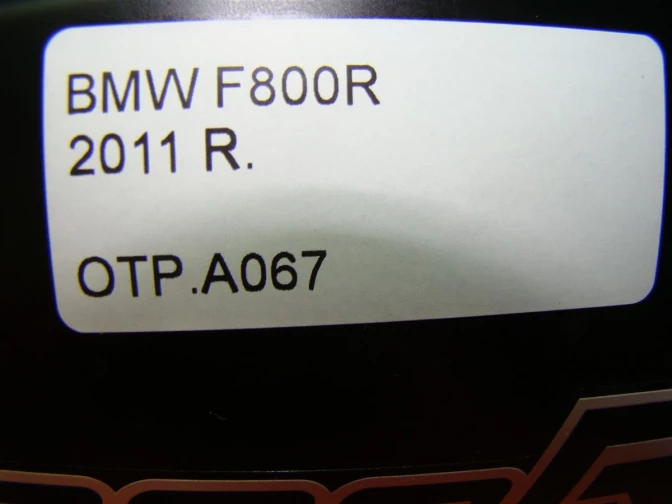 BMW F800R
2011 R.
OTP.A067